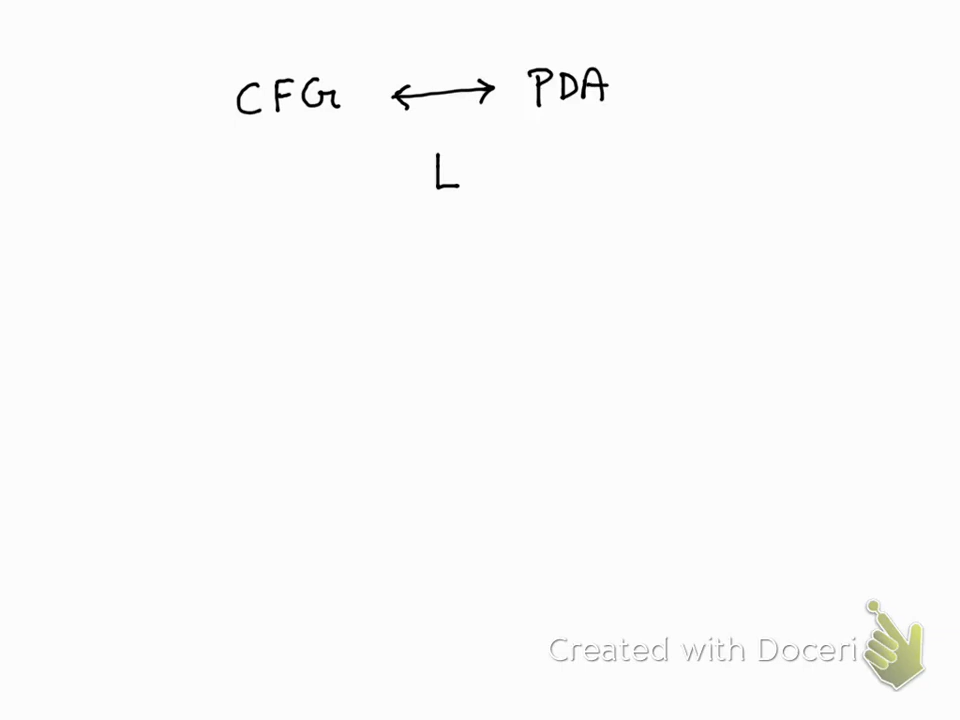 CFG ↔ PDA
L
Created with Doceri